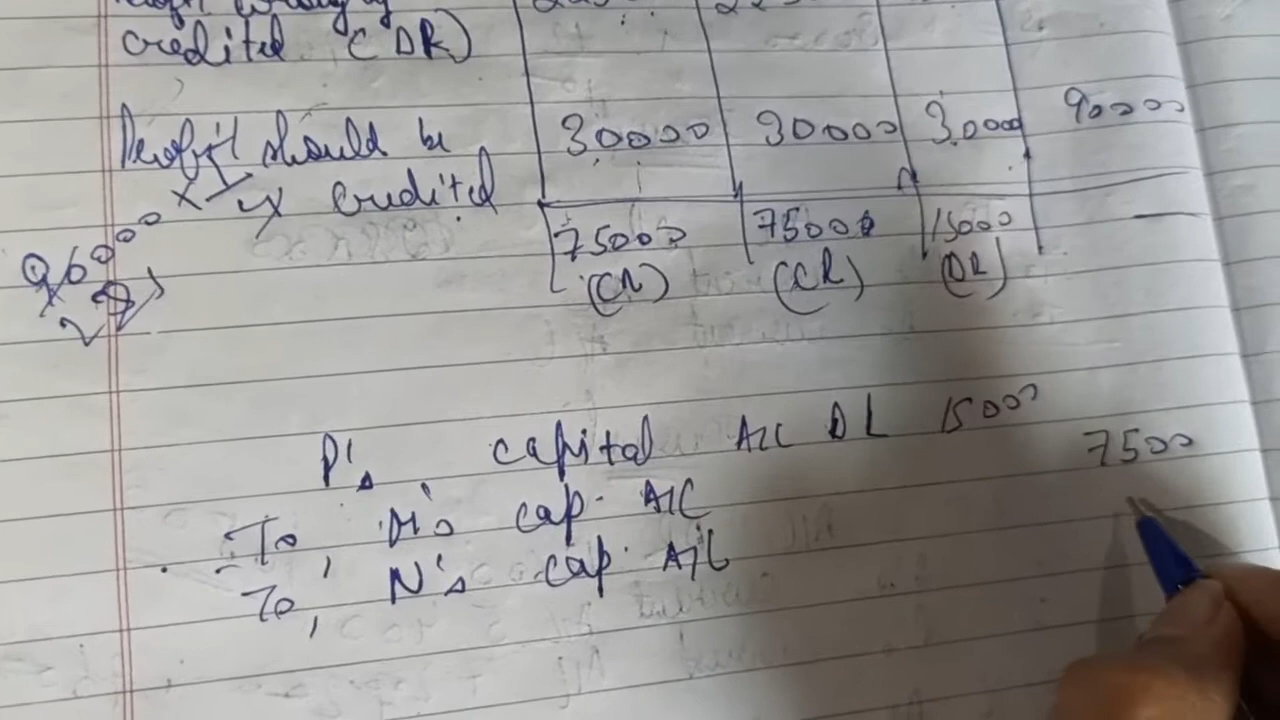 credited (DR)
Profit should be 30000 30000 30000 90000
credited
75000 75000 15000
(CR) (CR) (DR)
P's capital A/C DR 15000
To, M's cap. A/C 7500
To, N's cap. A/C